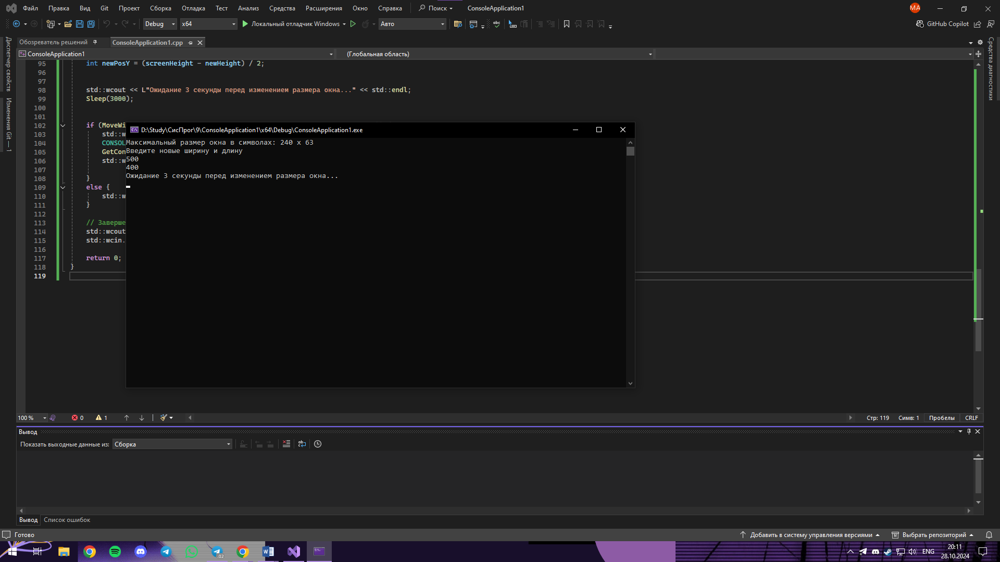 Файл Правка Вид Git Проект Сборка Отладка Тест Анализ Средства Расширения Окно Справка Поиск ConsoleApplication1 MA
Debug x64 Локальный отладчик Windows Авто GitHub Copilot
Диспетчер свойств
Изменения Git — 1
Обозреватель решений ConsoleApplication1.cpp
ConsoleApplication1 (Глобальная область)
Средства диагностики
95 int newPosY = (screenHeight - newHeight) / 2;
96
97
98 std::wcout << L"Ожидание 3 секунды перед изменением размера окна..." << std::endl;
99 Sleep(3000);
100
101
102 if (MoveWi
103 std::w
104 CONSOL
105 GetCon
106 std::w
107
108 }
109 else {
110 std::w
111 }
112
113 // Заверше
114 std::wcout
115 std::wcin.
116
117 return 0;
118 }
119
D:\Study\СисПрог\9\ConsoleApplication1\x64\Debug\ConsoleApplication1.exe
Максимальный размер окна в символах: 240 x 63
Введите новые ширину и длину
500
400
Ожидание 3 секунды перед изменением размера окна...
100 % 0 1 Стр: 119 Симв: 1 Пробелы CRLF
Вывод
Показать выходные данные из: Сборка
Вывод Список ошибок
Готово Добавить в систему управления версиями Выбрать репозиторий
.02 ENG 20:11
28.10.2024